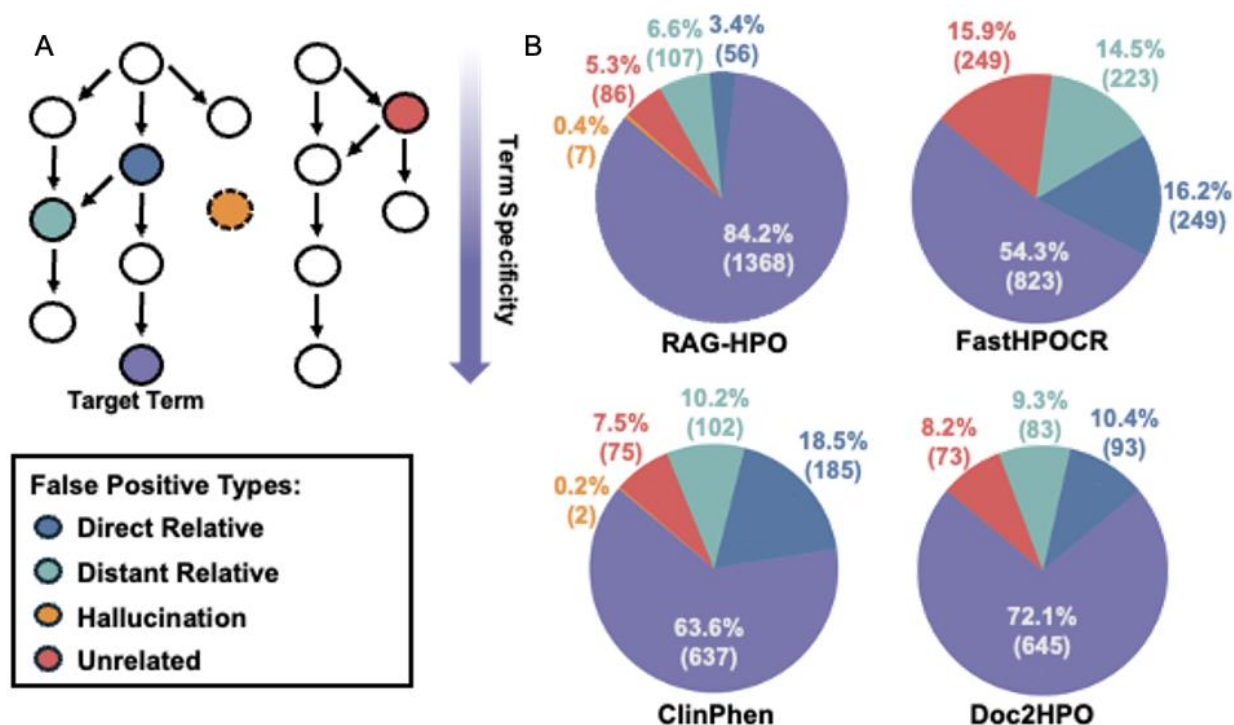 A
Target Term
Term Specificity
False Positive Types:
Direct Relative
Distant Relative
Hallucination
Unrelated
B
6.6%
(107)
3.4%
(56)
5.3%
(86)
0.4%
(7)
84.2%
(1368)
RAG-HPO
15.9%
(249)
14.5%
(223)
16.2%
(249)
54.3%
(823)
FastHPOCR
10.2%
(102)
7.5%
(75)
18.5%
(185)
0.2%
(2)
63.6%
(637)
ClinPhen
9.3%
(83)
8.2%
(73)
10.4%
(93)
72.1%
(645)
Doc2HPO